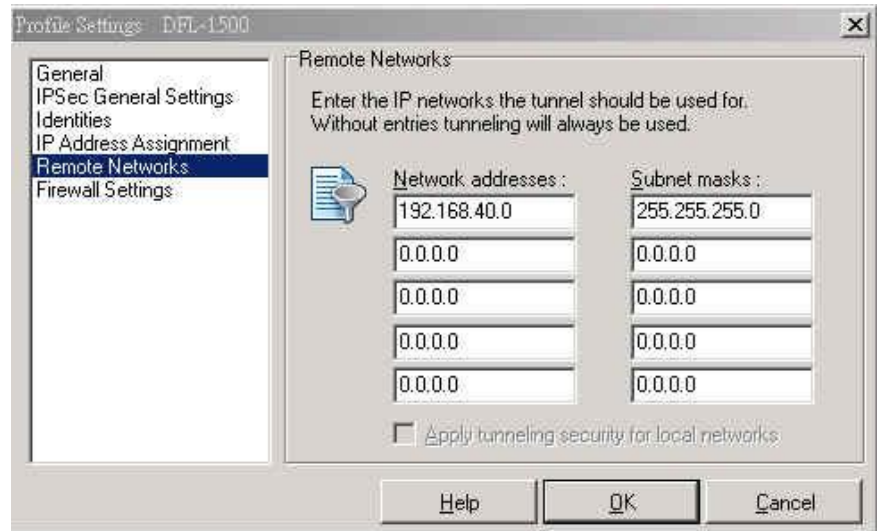 Profile Settings DFL-1500
General
IPSec General Settings
Identities
IP Address Assignment
Remote Networks
Firewall Settings
Remote Networks
Enter the IP networks the tunnel should be used for.
Without entries tunneling will always be used.
Network addresses :
Subnet masks :
192.168.40.0
255.255.255.0
0.0.0.0
0.0.0.0
0.0.0.0
0.0.0.0
0.0.0.0
0.0.0.0
0.0.0.0
0.0.0.0
Apply tunneling security for local networks
Help
OK
Cancel